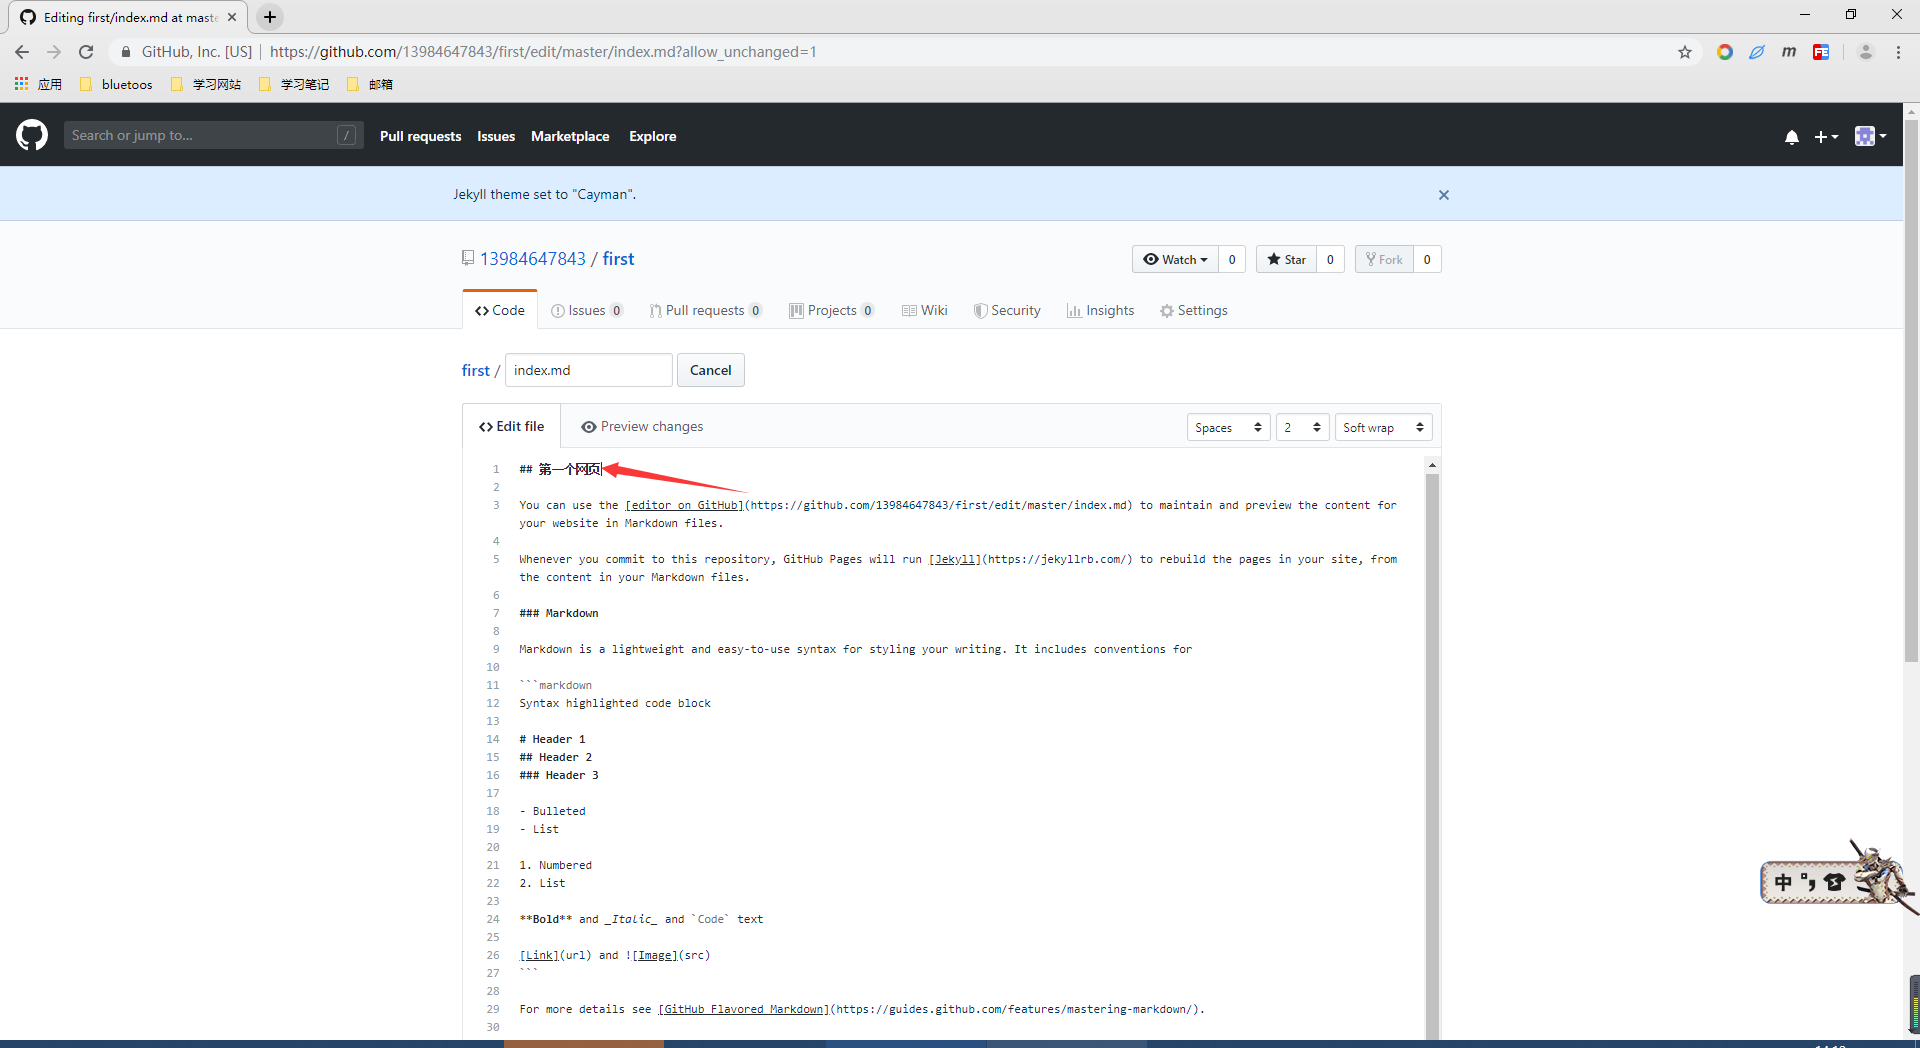 Editing first/index.md at maste
GitHub, Inc. [US] | https://github.com/13984647843/first/edit/master/index.md?allow_unchanged=1
m
FE
应用 bluetoos 学习网站 学习笔记 邮箱
Search or jump to... / Pull requests Issues Marketplace Explore
Jekyll theme set to "Cayman".
13984647843 / first
Watch 0 Star 0 Fork 0
Code Issues 0 Pull requests 0 Projects 0 Wiki Security Insights Settings
first / index.md Cancel
Edit file Preview changes Spaces 2 Soft wrap
1 ## 第一个网页
2
3 You can use the [editor on GitHub](https://github.com/13984647843/first/edit/master/index.md) to maintain and preview the content for
your website in Markdown files.
4
5 Whenever you commit to this repository, GitHub Pages will run [Jekyll](https://jekyllrb.com/) to rebuild the pages in your site, from
the content in your Markdown files.
6
7 ### Markdown
8
9 Markdown is a lightweight and easy-to-use syntax for styling your writing. It includes conventions for
10
11 ```markdown
12 Syntax highlighted code block
13
14 # Header 1
15 ## Header 2
16 ### Header 3
17
18 - Bulleted
19 - List
20
21 1. Numbered
22 2. List
23
24 **Bold** and _Italic_ and `Code` text
25
26 [Link](url) and ![Image](src)
27 ```
28
29 For more details see [GitHub Flavored Markdown](https://guides.github.com/features/mastering-markdown/).
30
中 °,